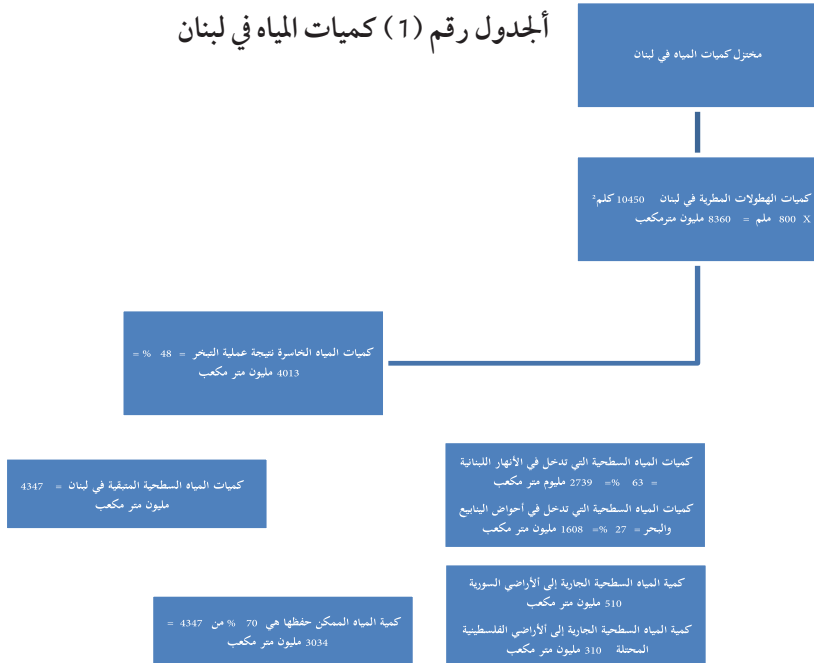 ألجدول رقم (1) كميات المياه في لبنان
مختزل كميات المياه في لبنان
كميات الهطولات المطرية في لبنان 10450 كلم²
X 800 ملم = 8360 مليون مترمكعب
كميات المياه الخاسرة نتيجة عملية التبخر = 48 % =
4013 مليون متر مكعب
كميات المياه السطحية التي تدخل في الأنهار اللبنانية
= 63 %= 2739 مليوم متر مكعب
كميات المياه السطحية التي تدخل في أحواض الينابيع
والبحر = 27 %= 1608 مليون متر مكعب
كميات المياه السطحية المتبقية في لبنان = 4347
مليون متر مكعب
كمية المياه السطحية الجارية إلى ألأراضي السورية
510 مليون متر مكعب
كمية المياه السطحية الجارية إلى ألأراضي الفلسطينية
المحتلة 310 مليون متر مكعب
كمية المياه الممكن حفظها هي 70 % من 4347 =
3034 مليون متر مكعب